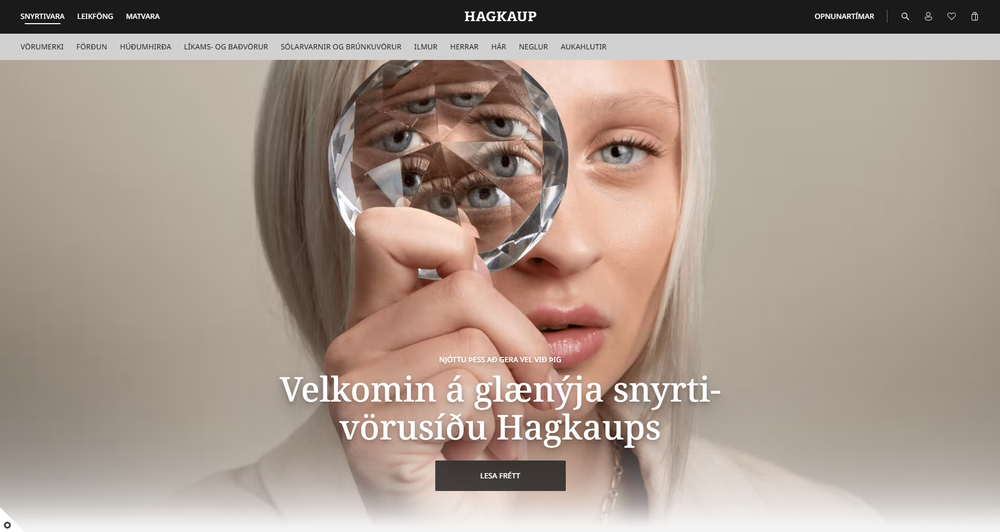 SNYRTIVARA LEIKFÖNG MATVARA HAGKAUP OPNUNARTÍMAR
VÖRUMERKI FÖRÐUN HÚÐUMHIRÐA LÍKAMS- OG BAÐVÖRUR SÓLARVARNIR OG BRÚNKUVÖRUR ILMUR HERRAR HÁR NEGLUR AUKAHLUTIR
NJÓTTU ÞESS AÐ GERA VEL VIÐ ÞIG
Velkomin á glænýja snyrti-
vörusíðu Hagkaups
LESA FRÉTT